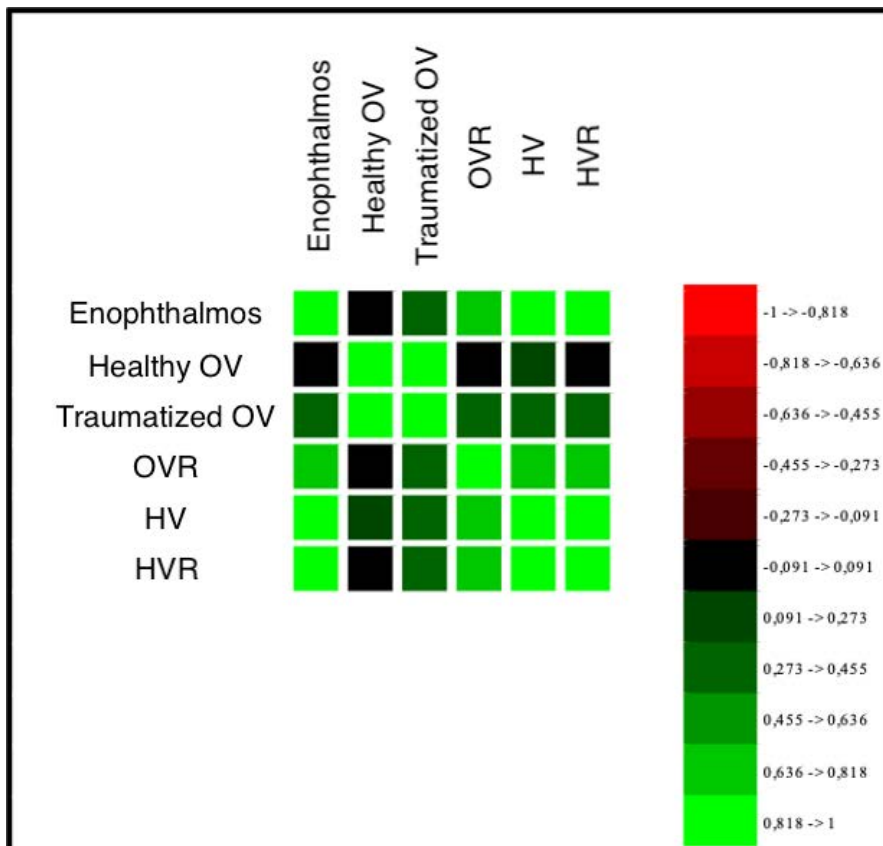 Enophthalmos
Healthy OV
Traumatized OV
OVR
HV
HVR
Enophthalmos
Healthy OV
Traumatized OV
OVR
HV
HVR
-1 -> -0,818
-0,818 -> -0,636
-0,636 -> -0,455
-0,455 -> -0,273
-0,273 -> -0,091
-0,091 -> 0,091
0,091 -> 0,273
0,273 -> 0,455
0,455 -> 0,636
0,636 -> 0,818
0,818 -> 1